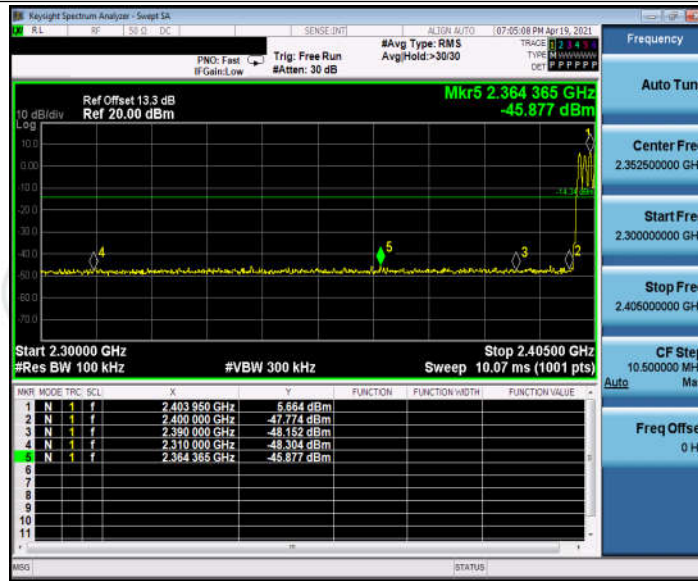 Keysight Spectrum Analyzer - Swept SA
RL RF 50 Ω DC SENSE:INT ALIGN AUTO 07:05:08 PM Apr 19, 2021
Frequency
PNO: Fast Trig: Free Run #Avg Type: RMS TRACE 1 2 3 4 5 6
IFGain:Low #Atten: 30 dB Avg|Hold:>30/30 TYPE M
DET P P P P P P
Auto Tun
Ref Offset 13.3 dB Mkr5 2.364 365 GHz
10 dB/div Ref 20.00 dBm -45.877 dBm
Log
1
10.0
0.00
-10.0
-20.0
-30.0
-40.0
-50.0
-60.0
-70.0
4
5
3
2
Center Fre
2.352500000 GH
Start Fre
2.300000000 GH
Stop Fre
2.405000000 GH
Start 2.30000 GHz Stop 2.40500 GHz
#Res BW 100 kHz #VBW 300 kHz Sweep 10.07 ms (1001 pts)
CF Step
10.500000 MH
Auto Ma
MKR MODE TRC SCL X Y FUNCTION FUNCTION WIDTH FUNCTION VALUE
1 N 1 f 2.403 950 GHz 5.664 dBm
2 N 1 f 2.400 000 GHz -47.774 dBm
3 N 1 f 2.390 000 GHz -48.152 dBm
4 N 1 f 2.310 000 GHz -48.304 dBm
5 N 1 f 2.364 365 GHz -45.877 dBm
6
7
8
9
10
11
Freq Offse
0 H
MSG STATUS